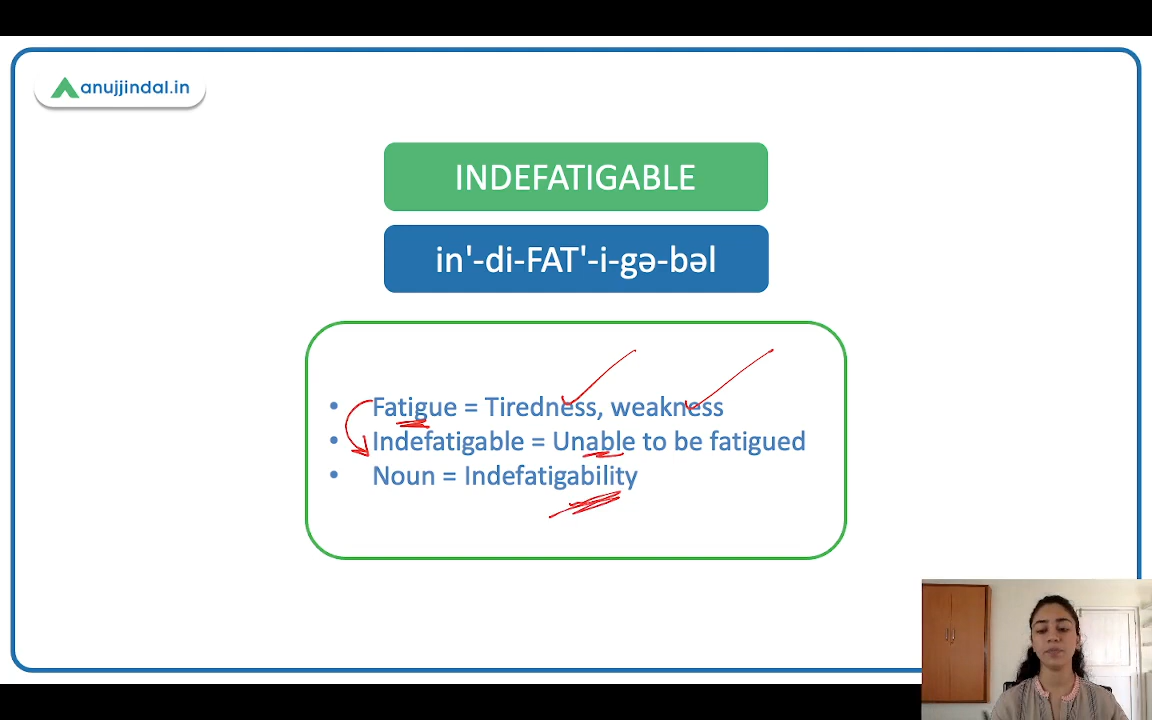 anujjindal.in
INDEFATIGABLE
in'-di-FAT'-i-gə-bəl
• Fatigue = Tiredness, weakness
• Indefatigable = Unable to be fatigued
• Noun = Indefatigability